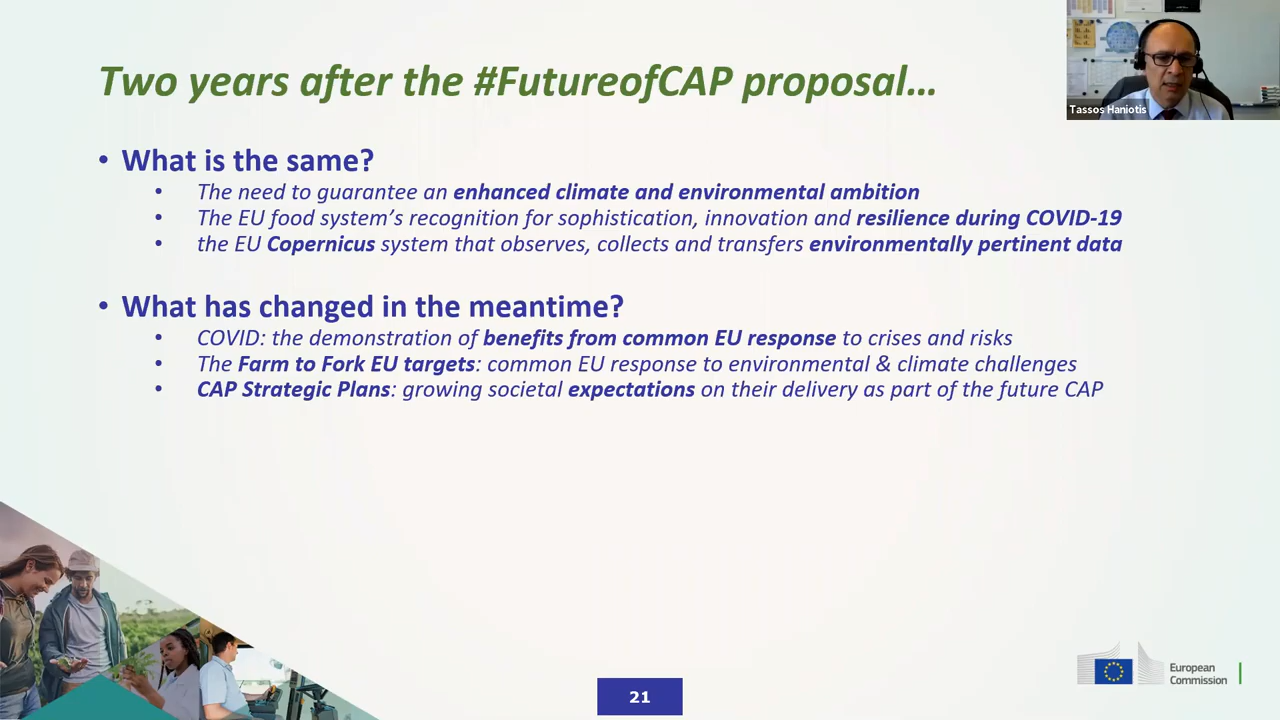 Two years after the #FutureofCAP proposal…
Tassos Haniotis
• What is the same?
• The need to guarantee an enhanced climate and environmental ambition
• The EU food system’s recognition for sophistication, innovation and resilience during COVID-19
• the EU Copernicus system that observes, collects and transfers environmentally pertinent data
• What has changed in the meantime?
• COVID: the demonstration of benefits from common EU response to crises and risks
• The Farm to Fork EU targets: common EU response to environmental & climate challenges
• CAP Strategic Plans: growing societal expectations on their delivery as part of the future CAP
European
Commission
21